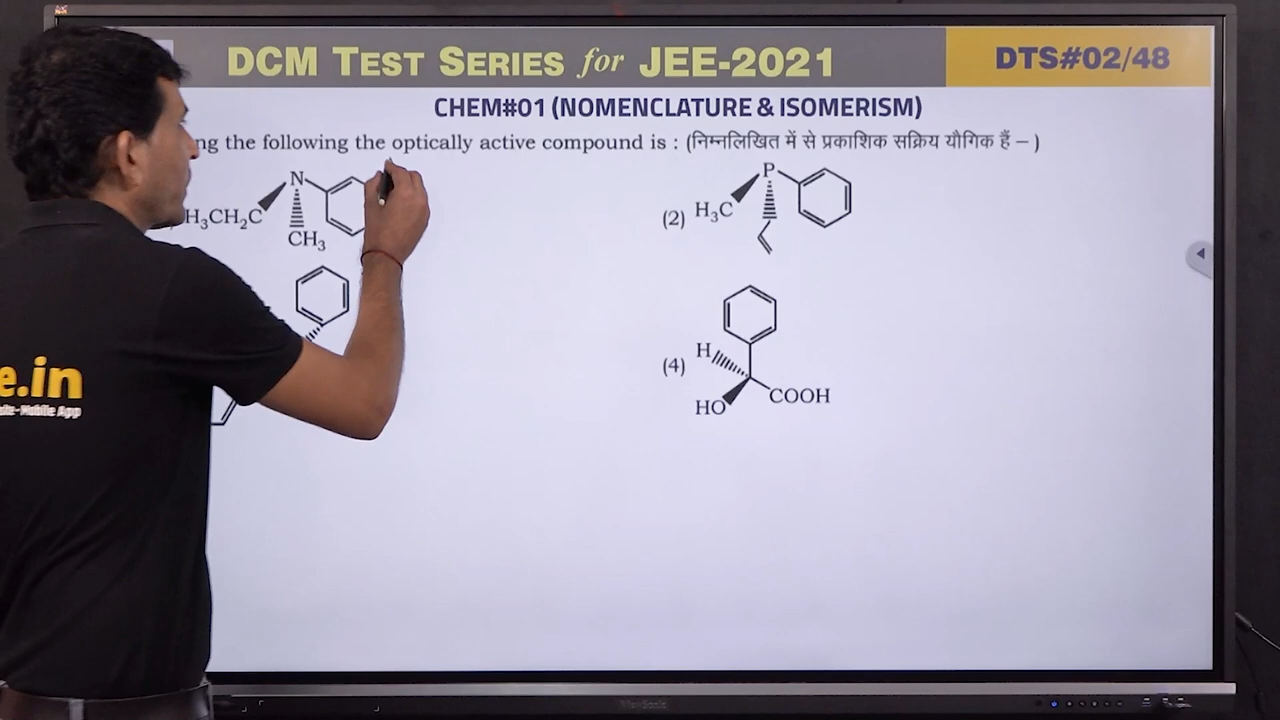 DCM TEST SERIES for JEE-2021
DTS#02/48
CHEM#01 (NOMENCLATURE & ISOMERISM)
ng the following the optically active compound is : (निम्नलिखित में से प्रकाशिक सक्रिय यौगिक हैं – )
N
H₃CH₂C
CH₃
(2) H₃C
P
(4) H
HO
COOH
e.in
ViewSonic